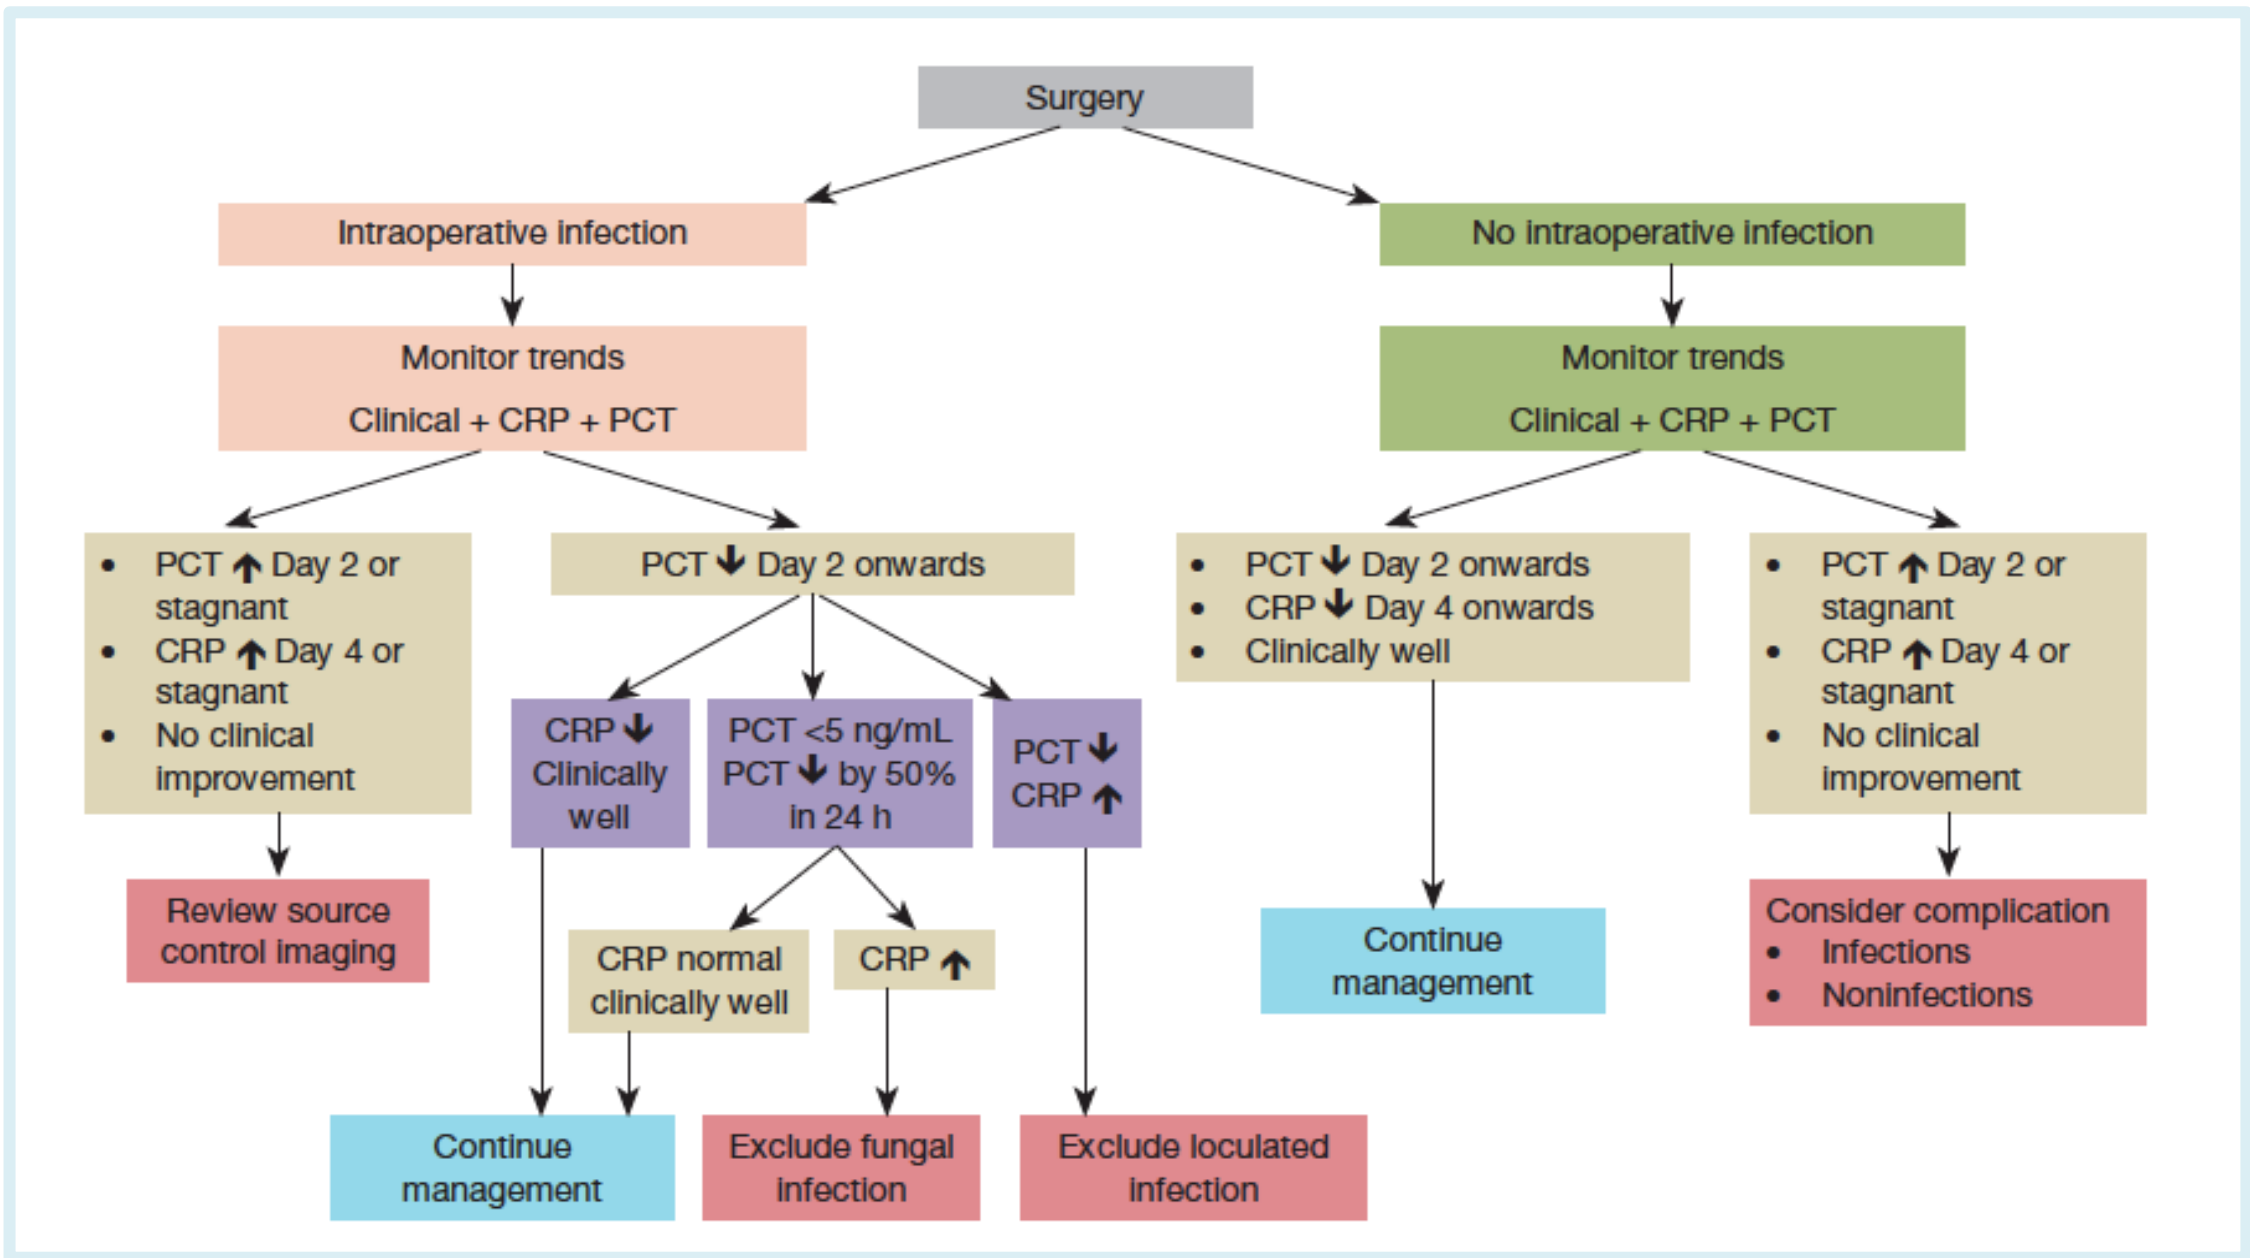 Surgery
Intraoperative infection
No intraoperative infection
Monitor trends
Clinical + CRP + PCT
Monitor trends
Clinical + CRP + PCT
• PCT ↑ Day 2 or
stagnant
• CRP ↑ Day 4 or
stagnant
• No clinical
improvement
PCT ↓ Day 2 onwards
• PCT ↓ Day 2 onwards
• CRP ↓ Day 4 onwards
• Clinically well
• PCT ↑ Day 2 or
stagnant
• CRP ↑ Day 4 or
stagnant
• No clinical
improvement
CRP ↓
Clinically
well
PCT <5 ng/mL
PCT ↓ by 50%
in 24 h
PCT ↓
CRP ↑
Review source
control imaging
CRP normal
clinically well
CRP ↑
Continue
management
Consider complication
• Infections
• Noninfections
Continue
management
Exclude fungal
infection
Exclude loculated
infection